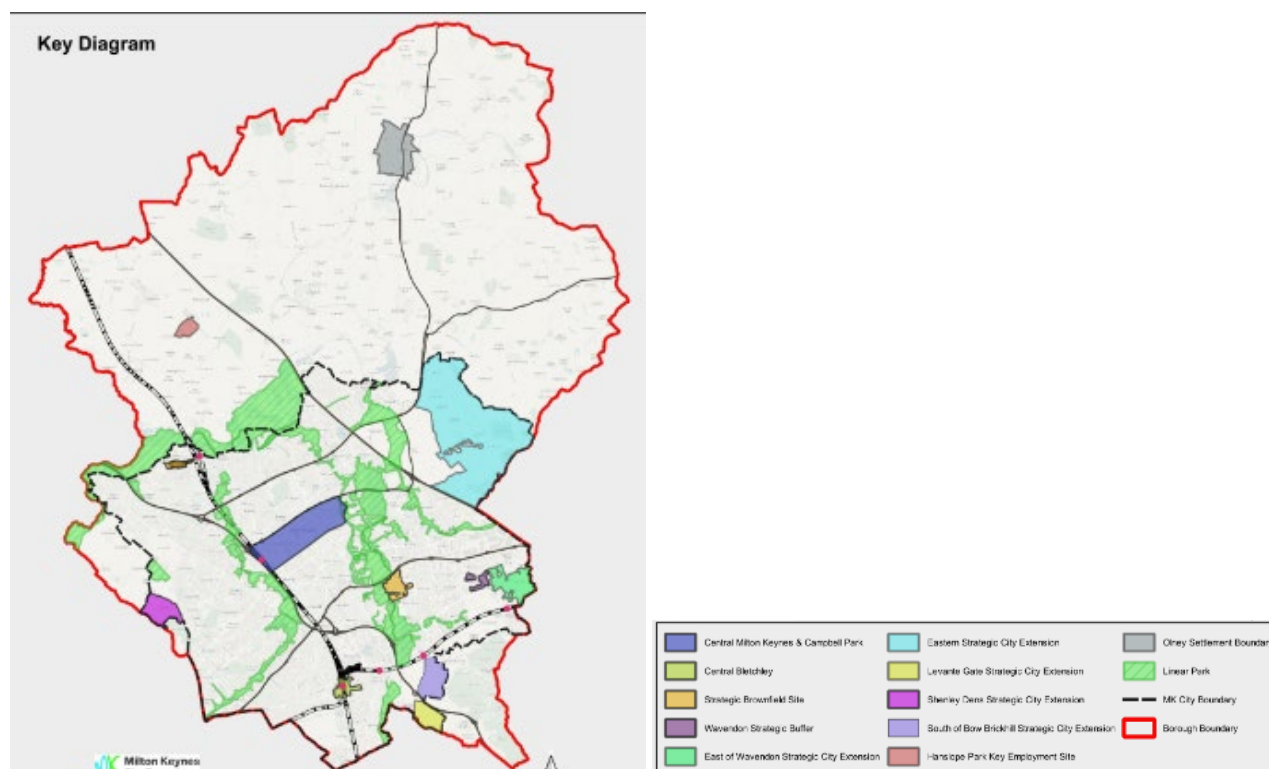 Key Diagram
Milton Keynes
Central Milton Keynes & Campbell Park
Central Bletchley
Strategic Brownfield Site
Wavendon Strategic Buffer
East of Wavendon Strategic City Extension
Eastern Strategic City Extension
Levante Gate Strategic City Extension
Shenley Dens Strategic City Extension
South of Bow Brickhill Strategic City Extension
Hanslope Park Key Employment Site
Olney Settlement Boundar
Linear Park
MK City Boundary
Borough Boundary